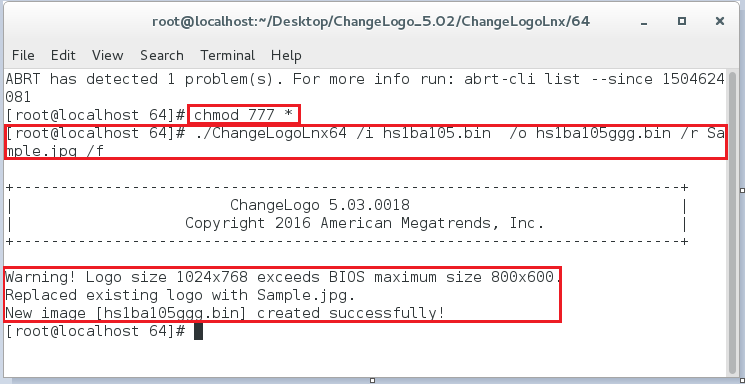 root@localhost:~/Desktop/ChangeLogo_5.02/ChangeLogoLnx/64
File Edit View Search Terminal Help
ABRT has detected 1 problem(s). For more info run: abrt-cli list --since 1504624
081
[root@localhost 64]# chmod 777 *
[root@localhost 64]# ./ChangeLogoLnx64 /i hs1ba105.bin  /o hs1ba105ggg.bin /r Sa
mple.jpg /f
+--------------------------------------------------------------------------+
|                        ChangeLogo 5.03.0018                              |
|                   Copyright 2016 American Megatrends, Inc.               |
+--------------------------------------------------------------------------+
Warning! Logo size 1024x768 exceeds BIOS maximum size 800x600.
Replaced existing logo with Sample.jpg.
New image [hs1ba105ggg.bin] created successfully!
[root@localhost 64]#